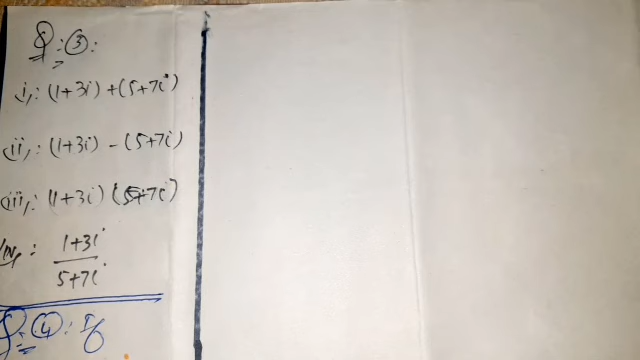 Q:③:
i,: (1+3i)+(5+7i)
ii,: (1+3i) - (5+7i)
iii,: (1+3i)(5+7i)
iv,: 1+3i
5+7i
Q:④: If